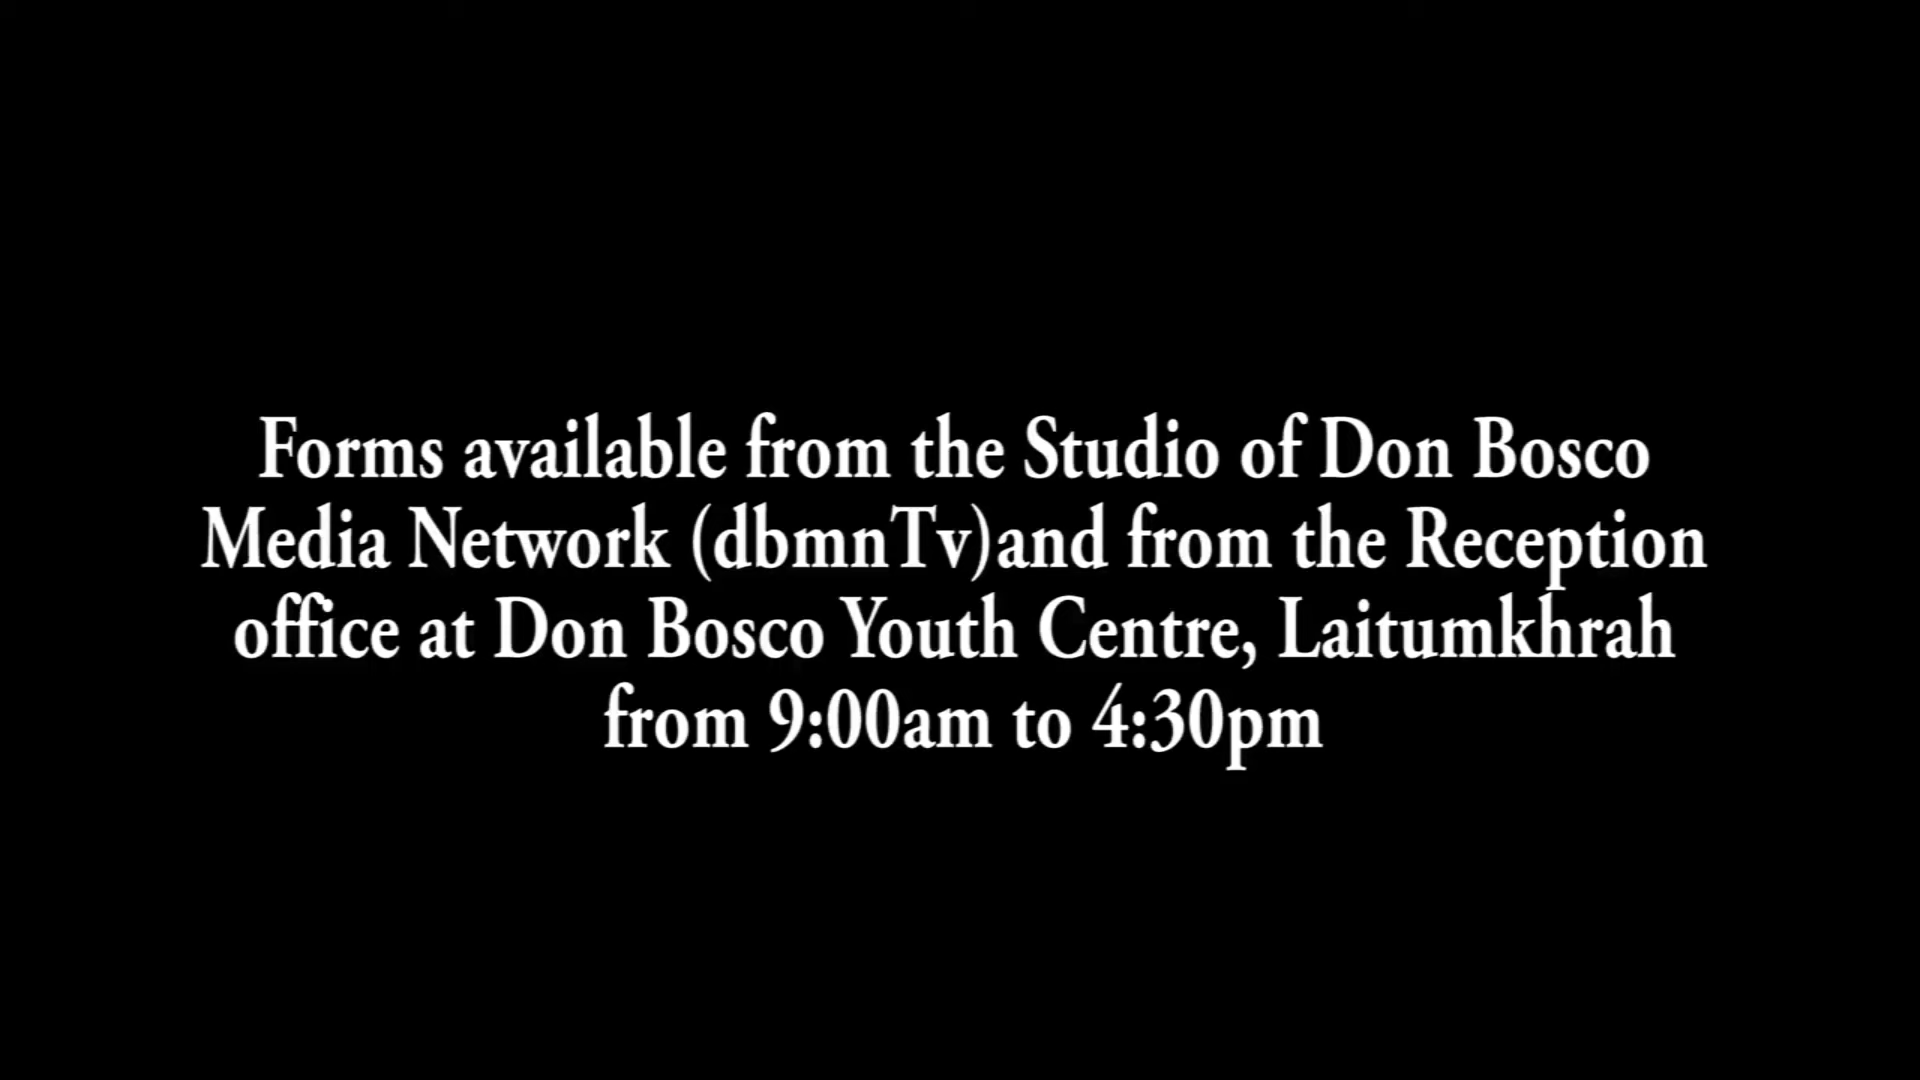 Forms available from the Studio of Don Bosco
Media Network (dbmnTv)and from the Reception
office at Don Bosco Youth Centre, Laitumkhrah
from 9:00am to 4:30pm